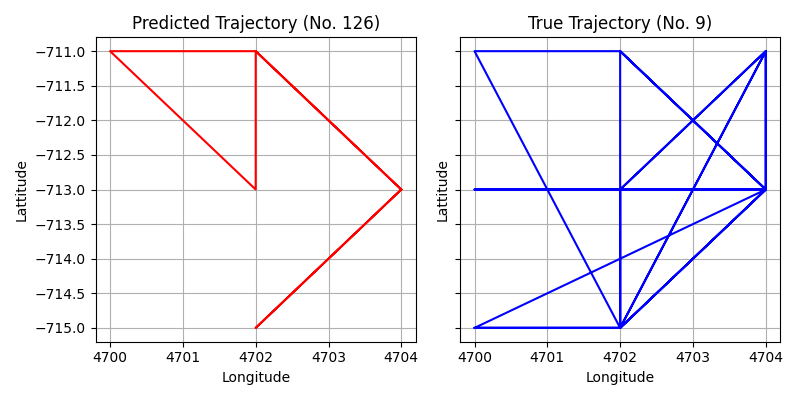 Predicted Trajectory (No. 126)
True Trajectory (No. 9)
Lattitude
−711.0
−711.5
−712.0
−712.5
−713.0
−713.5
−714.0
−714.5
−715.0
4700 4701 4702 4703 4704
Longitude
Lattitude
4700 4701 4702 4703 4704
Longitude